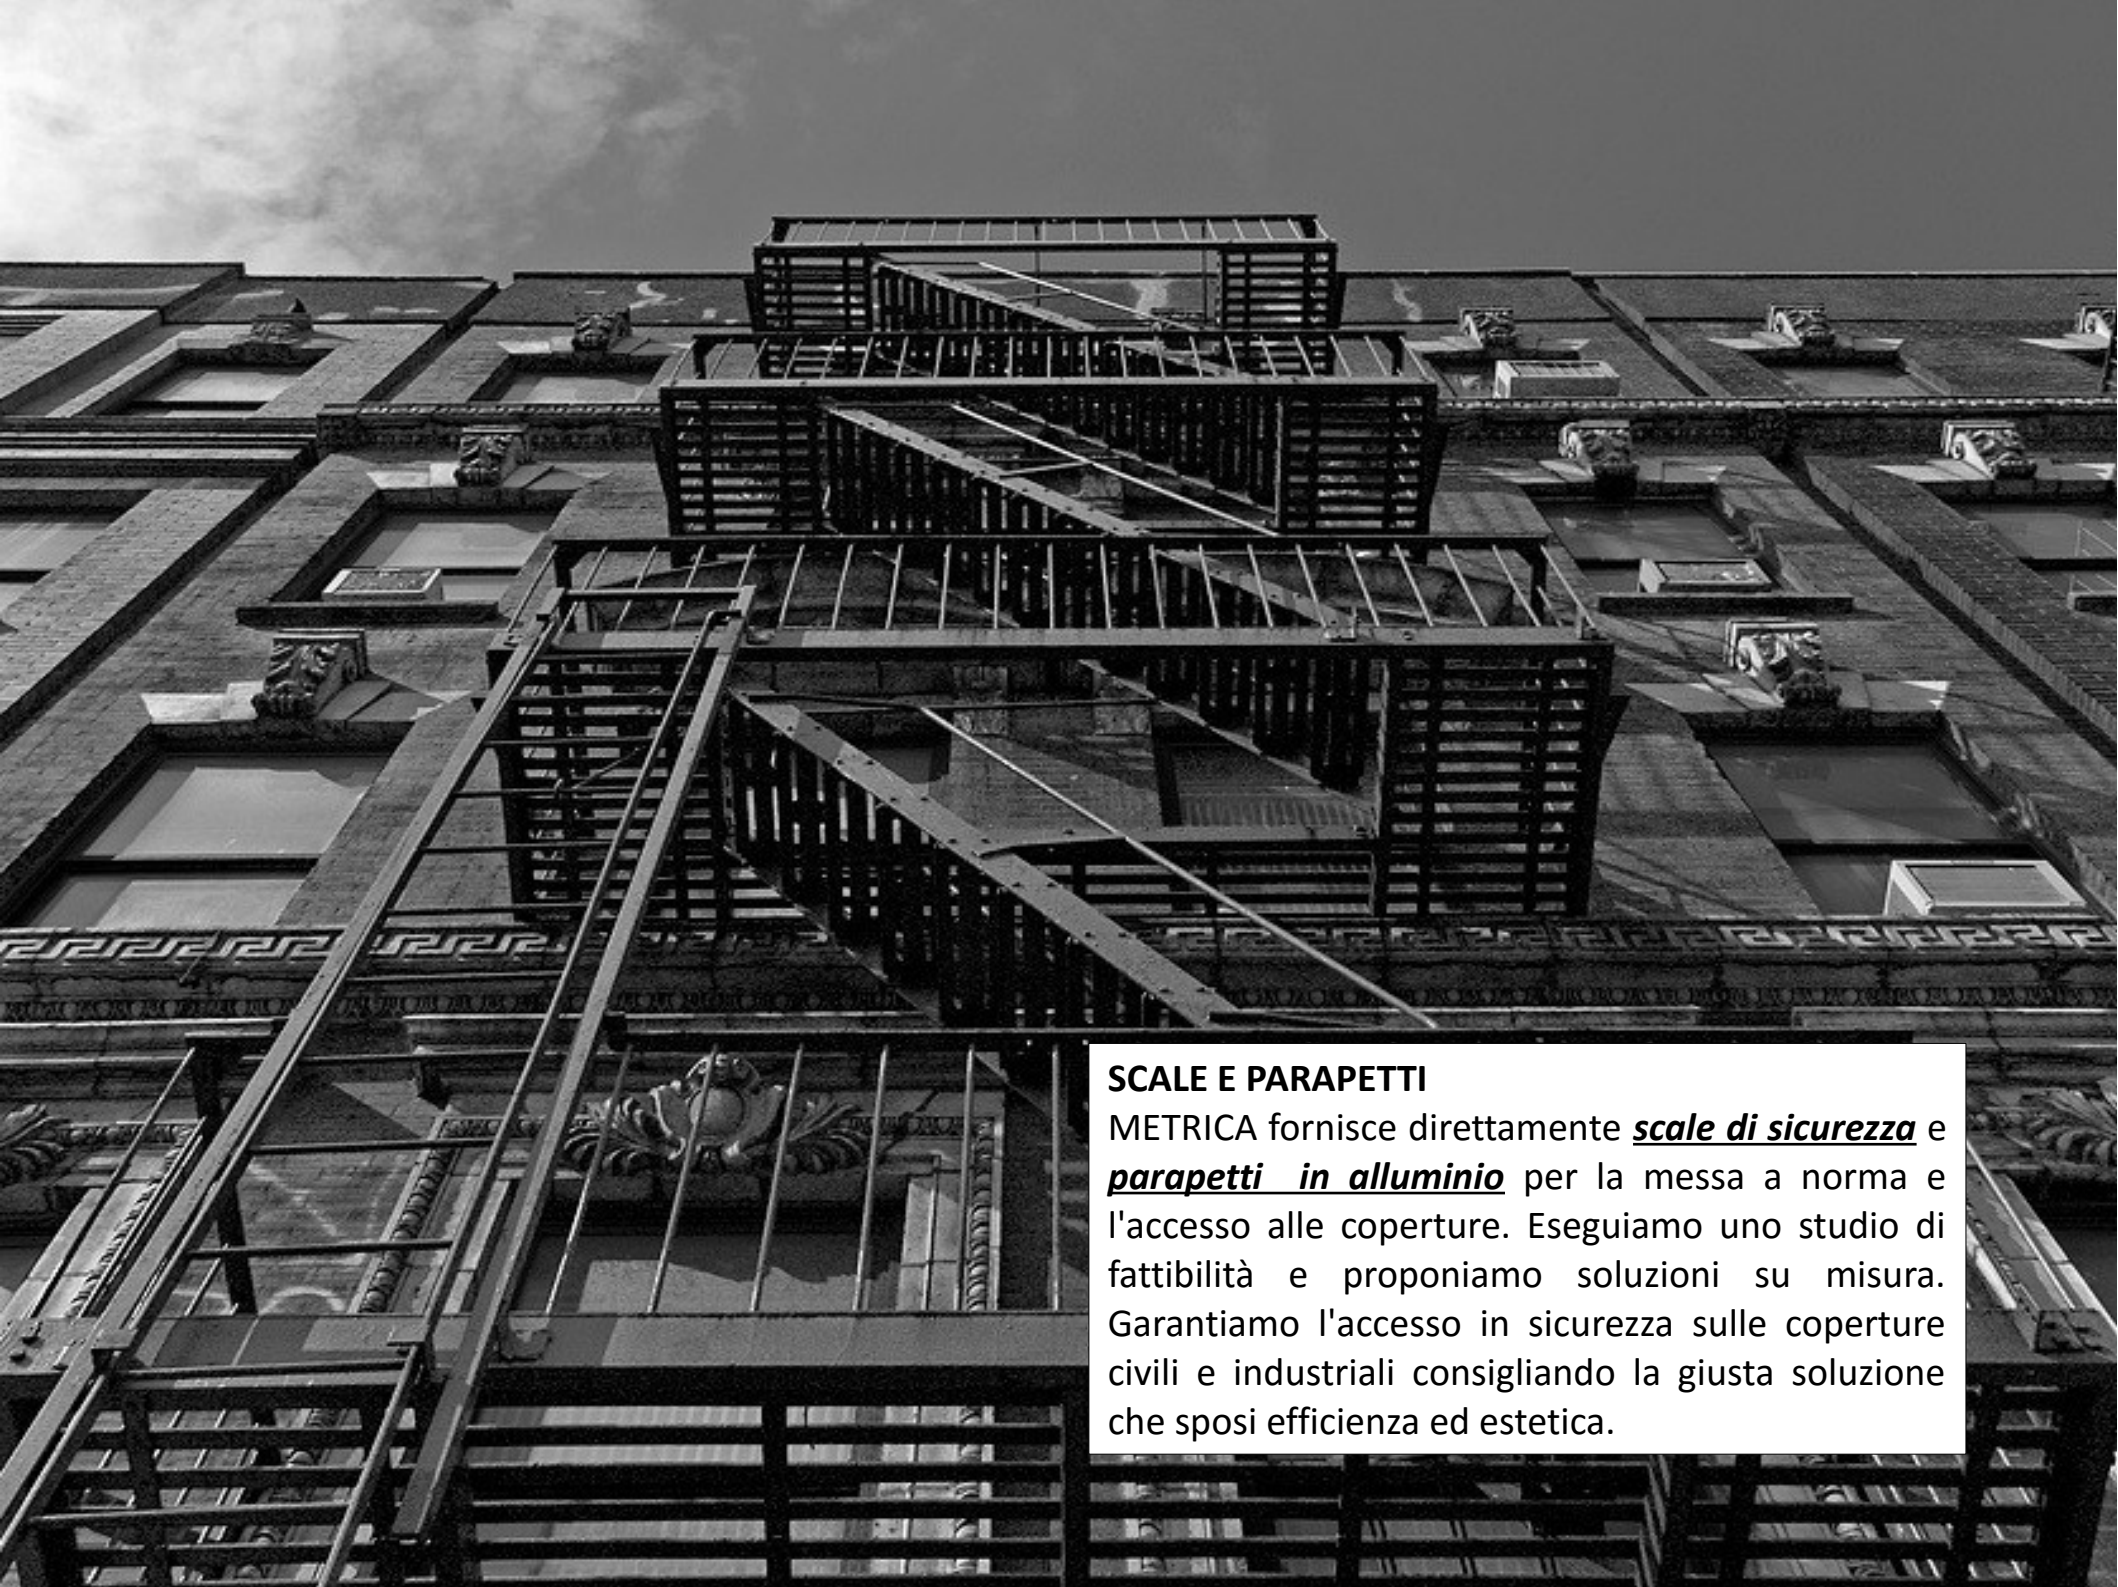 SCALE E PARAPETTI
METRICA fornisce direttamente scale di sicurezza e
parapetti in alluminio per la messa a norma e
l'accesso alle coperture. Eseguiamo uno studio di
fattibilità e proponiamo soluzioni su misura.
Garantiamo l'accesso in sicurezza sulle coperture
civili e industriali consigliando la giusta soluzione
che sposi efficienza ed estetica.